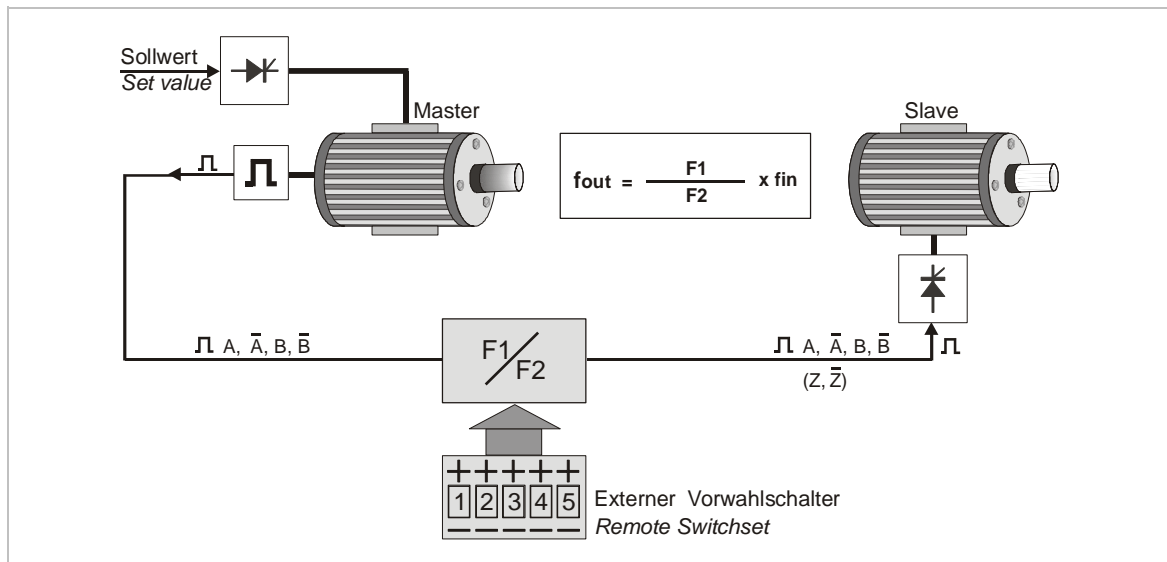 Sollwert
Set value
Master
Slave
fout = F1 / F2 x fin
A, A̅, B, B̅
F1/F2
A, A̅, B, B̅
(Z, Z̅)
+ + + + +
1 2 3 4 5
− − − − −
Externer Vorwahlschalter
Remote Switchset